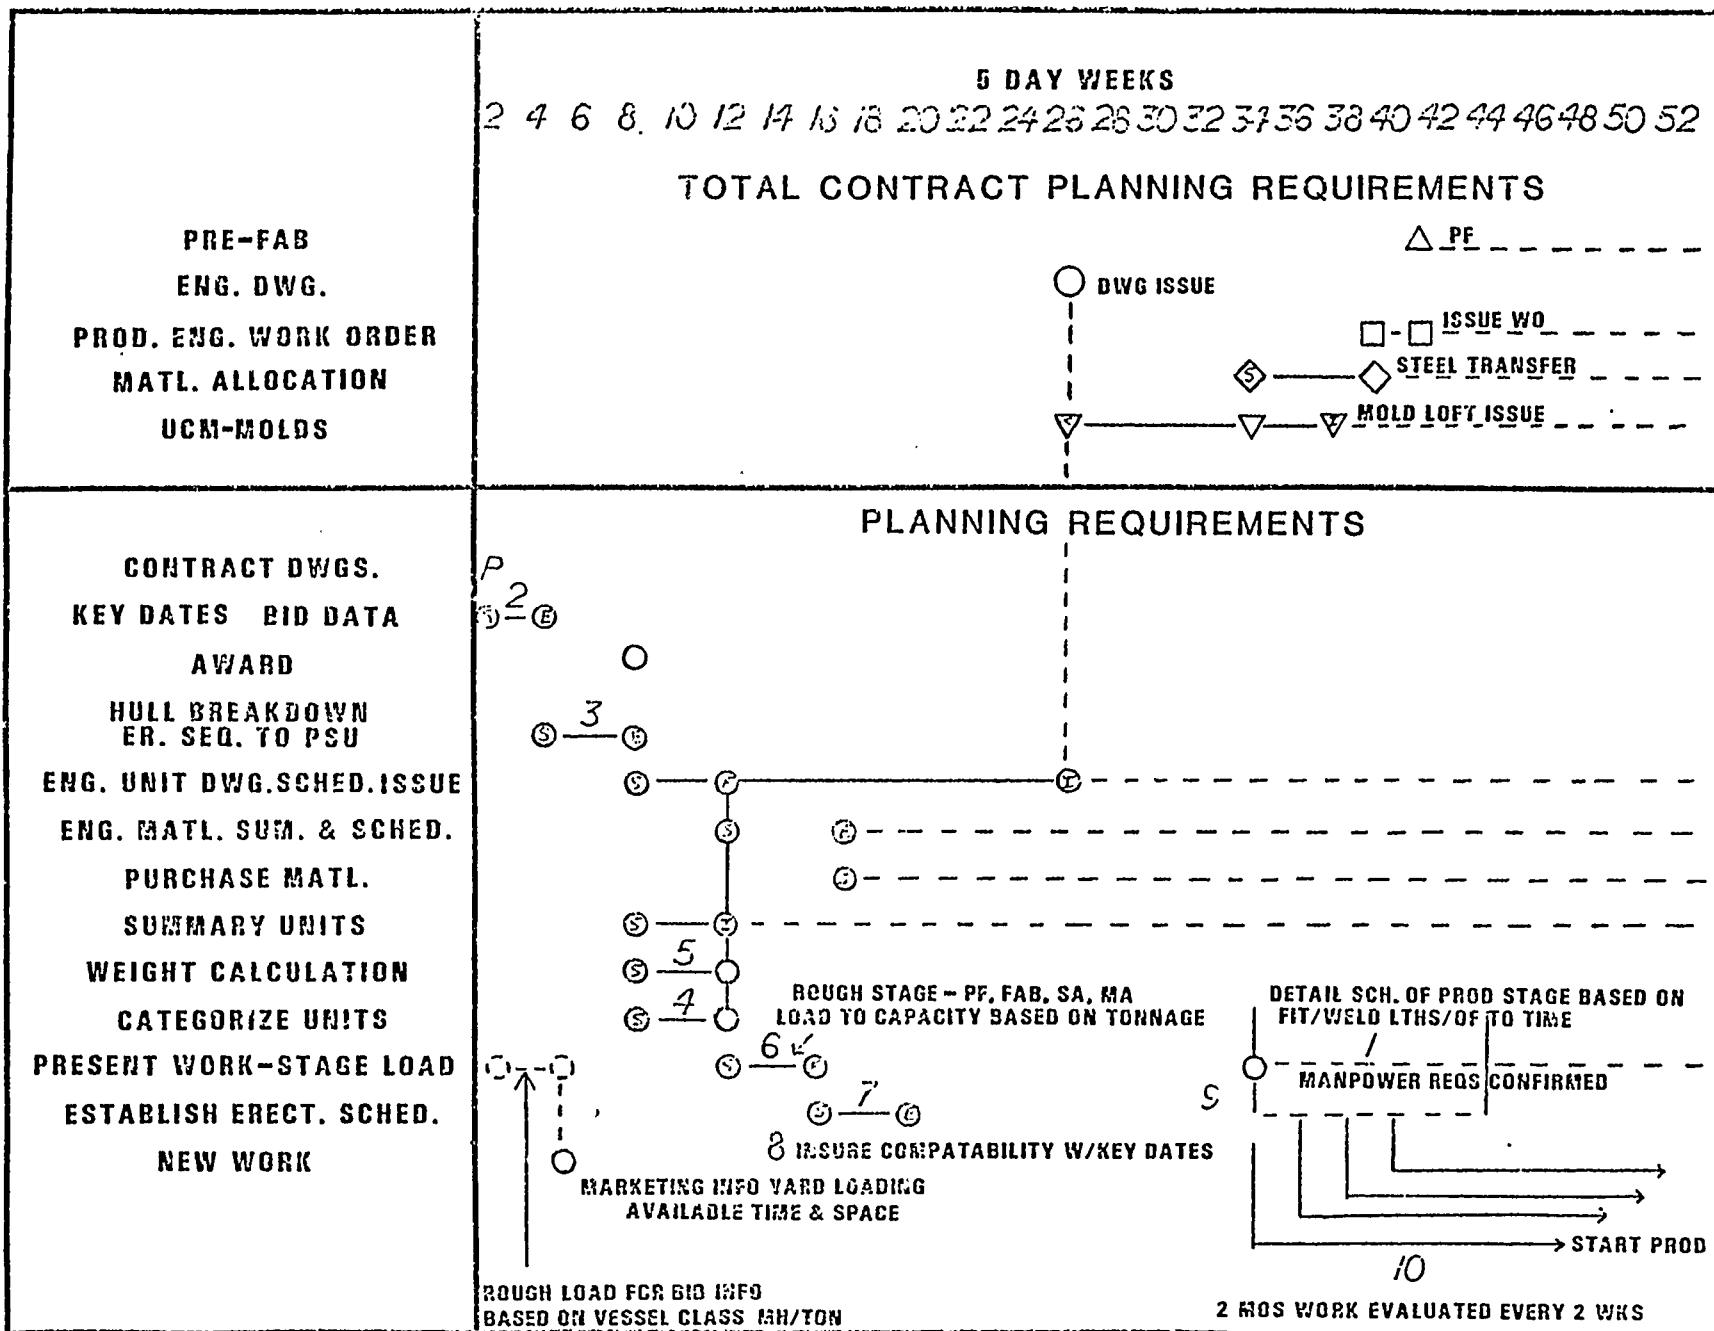 5 DAY WEEKS
2 4 6 8. 10 12 14 16 18 20 22 24 26 28 30 32 34 36 38 40 42 44 46 48 50 52
TOTAL CONTRACT PLANNING REQUIREMENTS
PRE-FAB
PF
ENG. DWG.
DWG ISSUE
PROD. ENG. WORK ORDER
ISSUE WO
MATL. ALLOCATION
S
STEEL TRANSFER
UCM-MOLDS
S
I
MOLD LOFT ISSUE
PLANNING REQUIREMENTS
CONTRACT DWGS.
P
KEY DATES BID DATA
2
E
AWARD
HULL BREAKDOWN
ER. SEQ. TO PSU
S
3
E
ENG. UNIT DWG.SCHED.ISSUE
S
F
I
ENG. MATL. SUM. & SCHED.
S
PURCHASE MATL.
S
SUMMARY UNITS
S
I
WEIGHT CALCULATION
S
5
CATEGORIZE UNITS
S
4
ROUGH STAGE - PF, FAB, SA, MA
LOAD TO CAPACITY BASED ON TONNAGE
DETAIL SCH. OF PROD STAGE BASED ON
FIT/WELD LTHS/OF TO TIME
PRESENT WORK-STAGE LOAD
S
6
F
1
MANPOWER REQS CONFIRMED
ESTABLISH ERECT. SCHED.
S
7
E
9
8 INSURE COMPATABILITY W/KEY DATES
NEW WORK
MARKETING INFO YARD LOADING
AVAILABLE TIME & SPACE
START PROD
10
ROUGH LOAD FOR BID INFO
BASED ON VESSEL CLASS MH/TON
2 MOS WORK EVALUATED EVERY 2 WKS